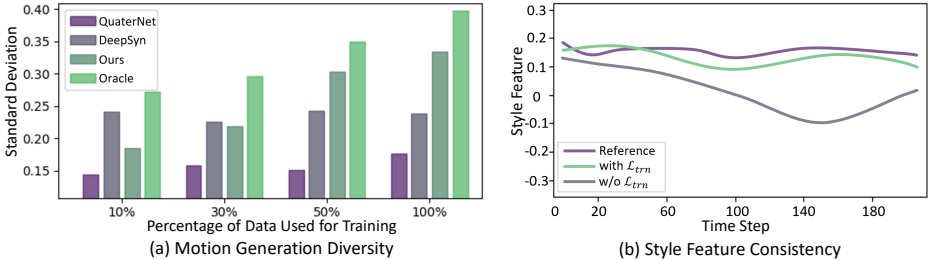 0.40
0.35
0.30
0.25
0.20
0.15
Standard Deviation
QuaterNet
DeepSyn
Ours
Oracle
10%
30%
50%
100%
Percentage of Data Used for Training
(a) Motion Generation Diversity
0.3
0.2
0.1
0
-0.1
-0.2
-0.3
Style Feature
Reference
with ℒₜᵣₙ
w/o ℒₜᵣₙ
0
20
60
100
140
180
Time Step
(b) Style Feature Consistency